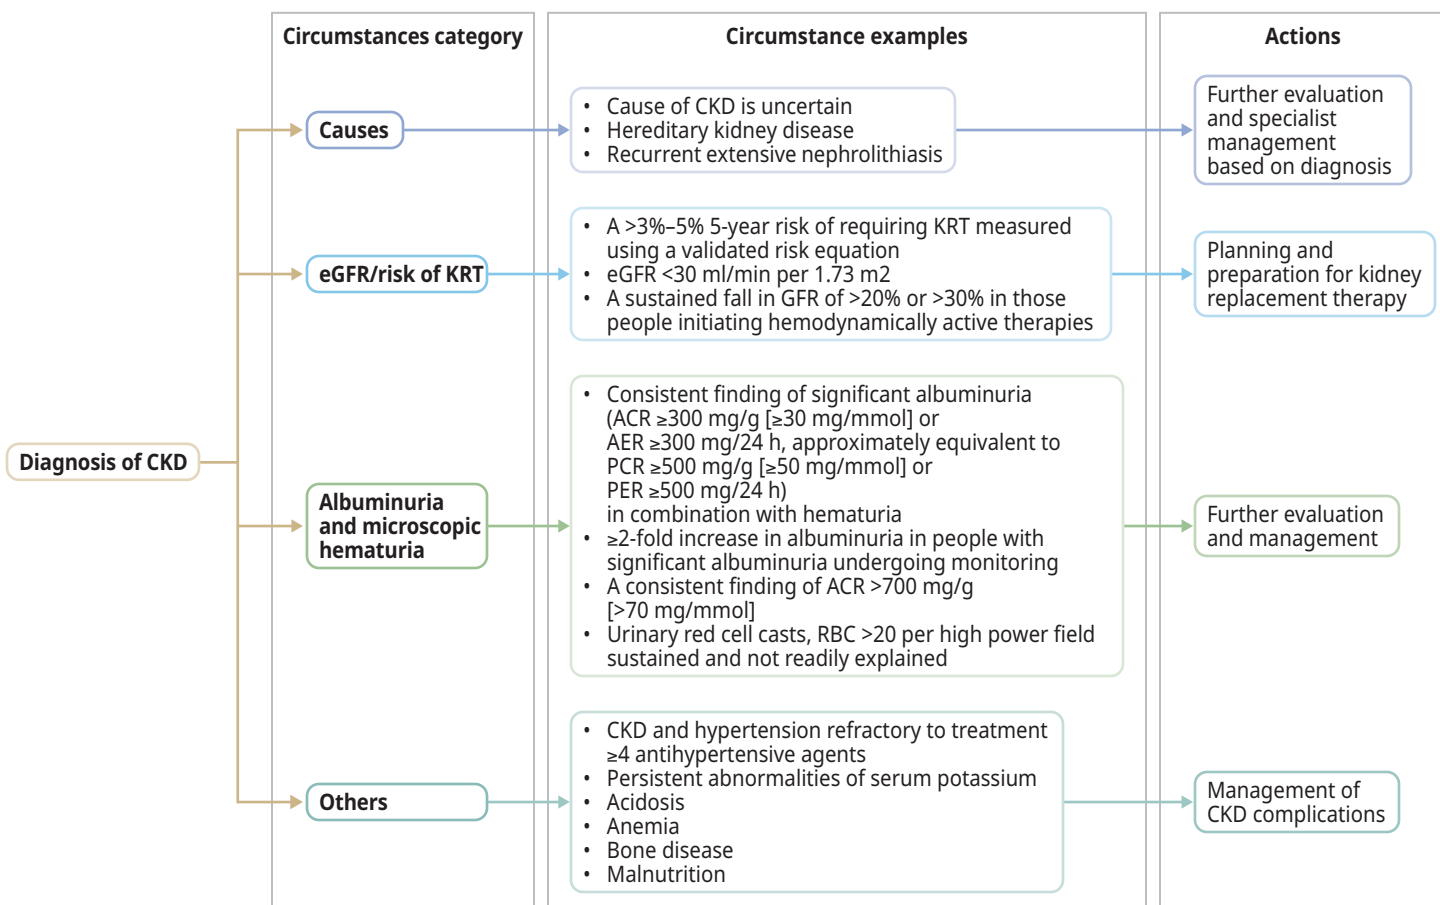 Circumstances category
Circumstance examples
Actions
Diagnosis of CKD
Causes
• Cause of CKD is uncertain
• Hereditary kidney disease
• Recurrent extensive nephrolithiasis
Further evaluation
and specialist
management
based on diagnosis
eGFR/risk of KRT
• A >3%–5% 5-year risk of requiring KRT measured
using a validated risk equation
• eGFR <30 ml/min per 1.73 m2
• A sustained fall in GFR of >20% or >30% in those
people initiating hemodynamically active therapies
Planning and
preparation for kidney
replacement therapy
Albuminuria
and microscopic
hematuria
• Consistent finding of significant albuminuria
(ACR ≥300 mg/g [≥30 mg/mmol] or
AER ≥300 mg/24 h, approximately equivalent to
PCR ≥500 mg/g [≥50 mg/mmol] or
PER ≥500 mg/24 h)
in combination with hematuria
• ≥2-fold increase in albuminuria in people with
significant albuminuria undergoing monitoring
• A consistent finding of ACR >700 mg/g
[>70 mg/mmol]
• Urinary red cell casts, RBC >20 per high power field
sustained and not readily explained
Further evaluation
and management
Others
• CKD and hypertension refractory to treatment
≥4 antihypertensive agents
• Persistent abnormalities of serum potassium
• Acidosis
• Anemia
• Bone disease
• Malnutrition
Management of
CKD complications